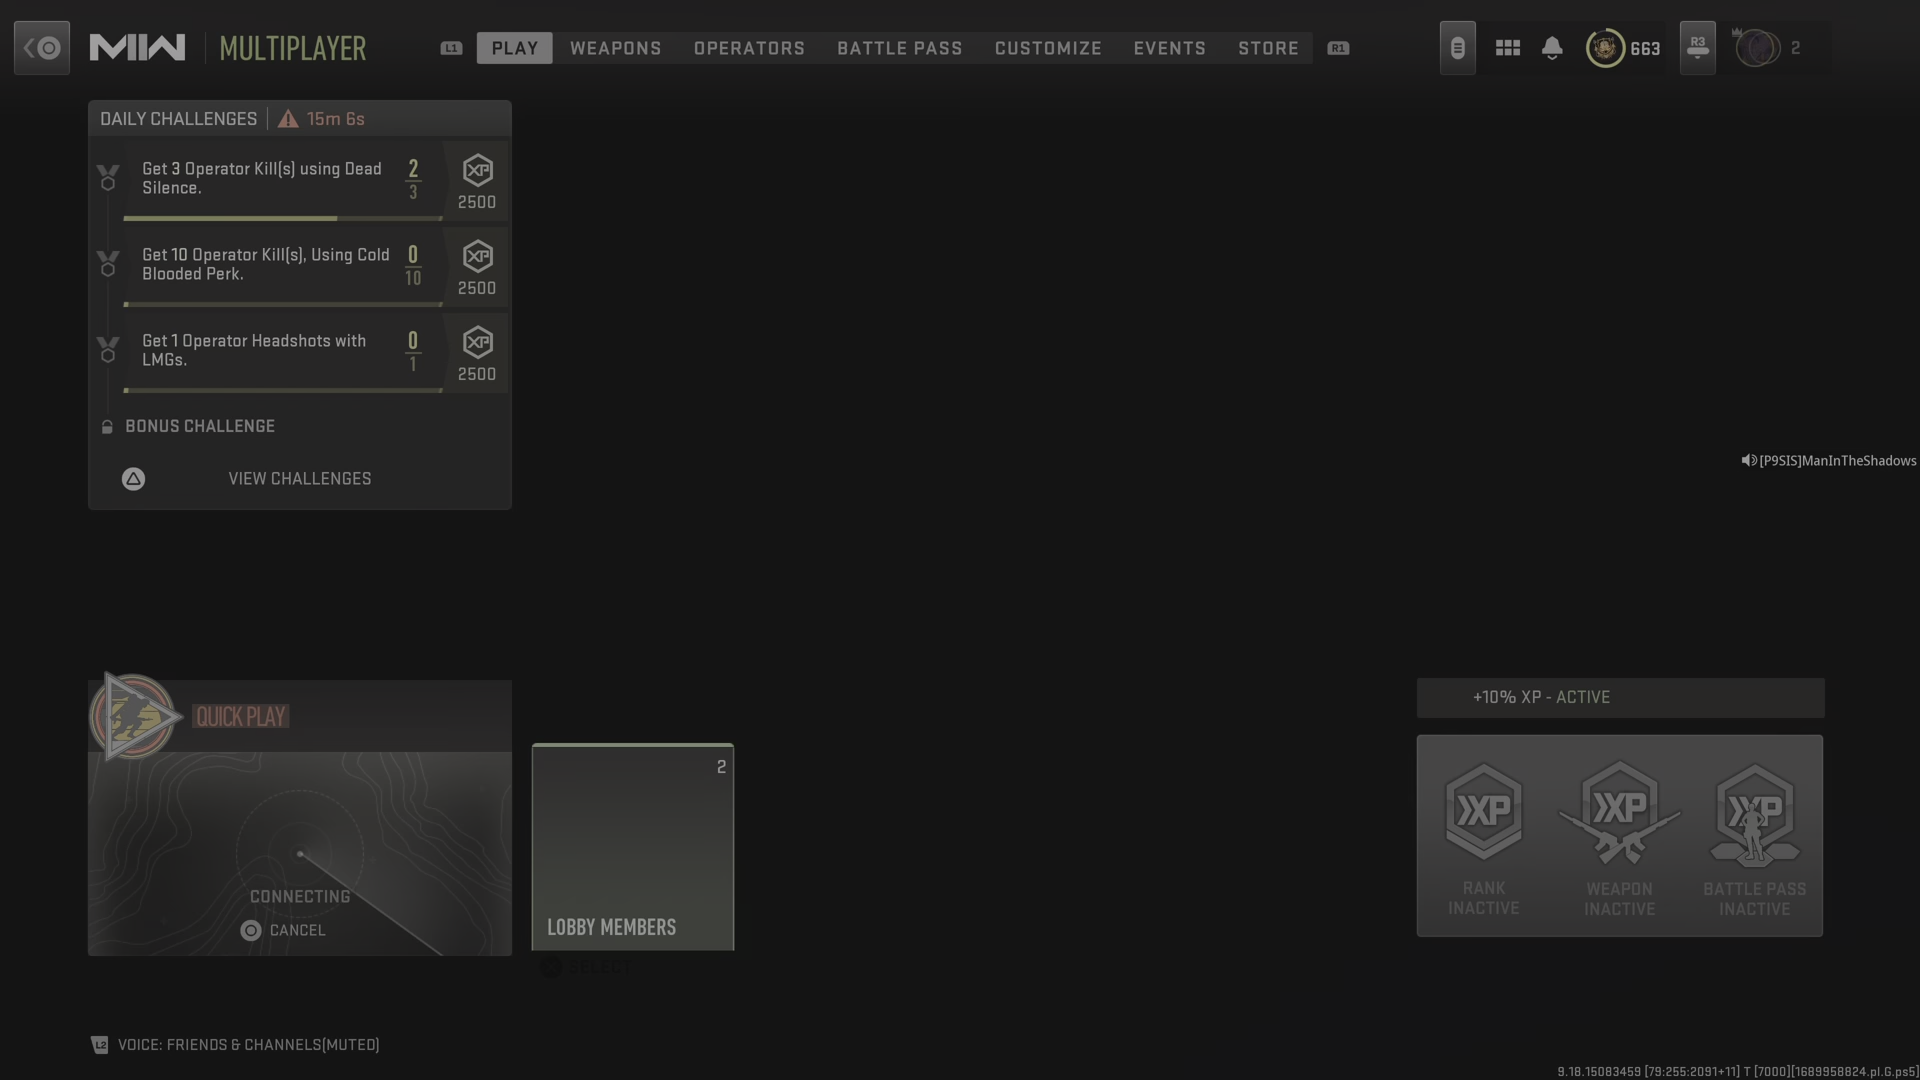 MW MULTIPLAYER
L1 PLAY WEAPONS OPERATORS BATTLE PASS CUSTOMIZE EVENTS STORE R1
663 R3 2
DAILY CHALLENGES 15m 6s
Get 3 Operator Kill(s) using Dead
Silence.
2
3
XP
2500
Get 10 Operator Kill(s), Using Cold
Blooded Perk.
0
10
XP
2500
Get 1 Operator Headshots with
LMGs.
0
1
XP
2500
BONUS CHALLENGE
VIEW CHALLENGES
[P9SIS]ManInTheShadows
QUICK PLAY
CONNECTING
CANCEL
2
LOBBY MEMBERS
SELECT
+10% XP - ACTIVE
XP
RANK
INACTIVE
XP
WEAPON
INACTIVE
XP
BATTLE PASS
INACTIVE
L2 VOICE: FRIENDS & CHANNELS(MUTED)
9.18.15083459 [79:255:2091+11] T [7000][1689958824.pl.G.ps5]